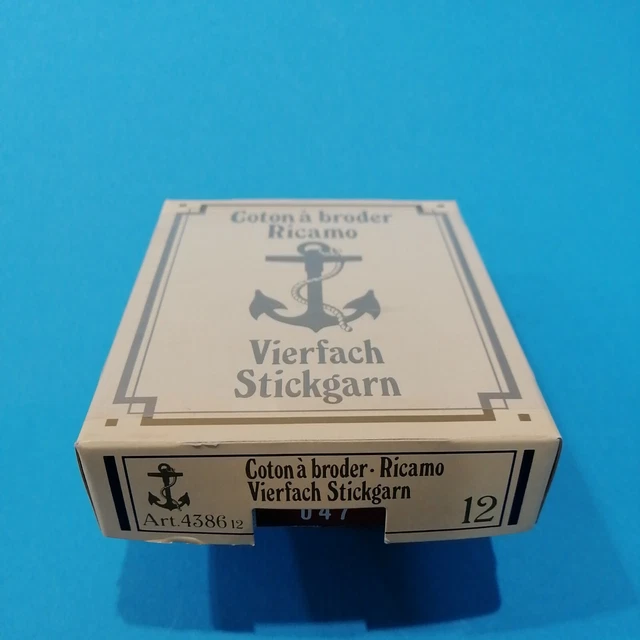 Coton à broder
Ricamo
Vierfach
Stickgarn
Coton à broder · Ricamo
Vierfach Stickgarn
Art.4386 12
047
12